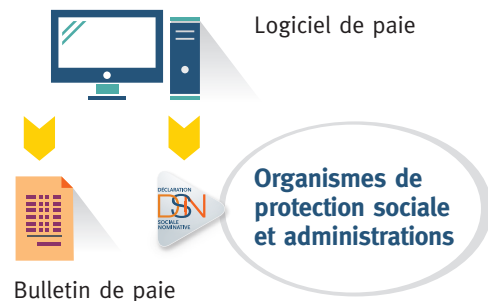 Logiciel de paie
DÉCLARATION
DSN
SOCIALE
NOMINATIVE
Organismes de
protection sociale
et administrations
Bulletin de paie